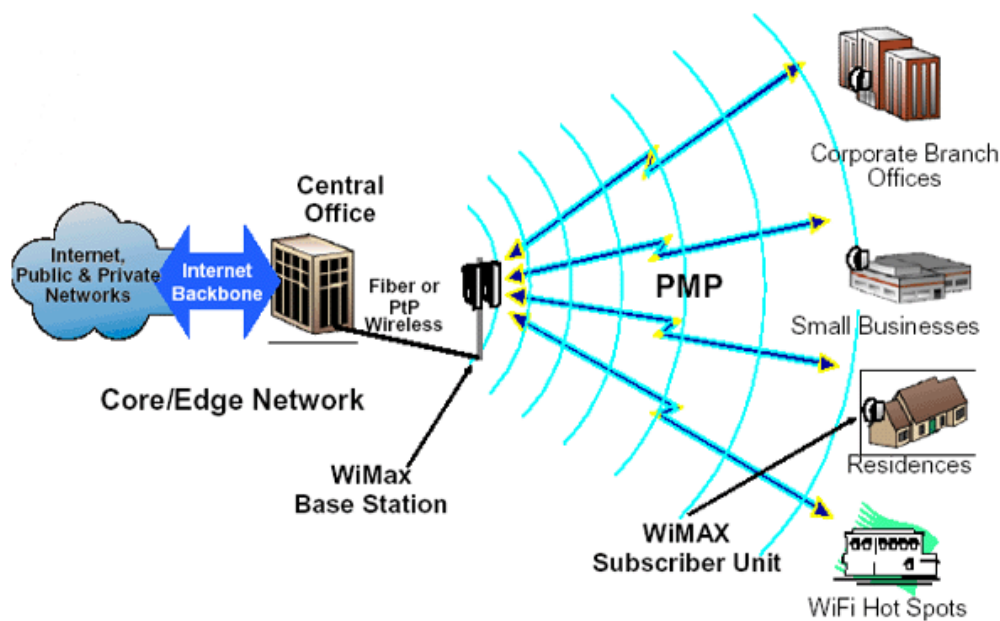 Internet,
Public & Private
Networks
Internet
Backbone
Central
Office
Fiber or
PtP
Wireless
Core/Edge Network
WiMax
Base Station
PMP
WiMAX
Subscriber Unit
Corporate Branch
Offices
Small Businesses
Residences
WiFi Hot Spots